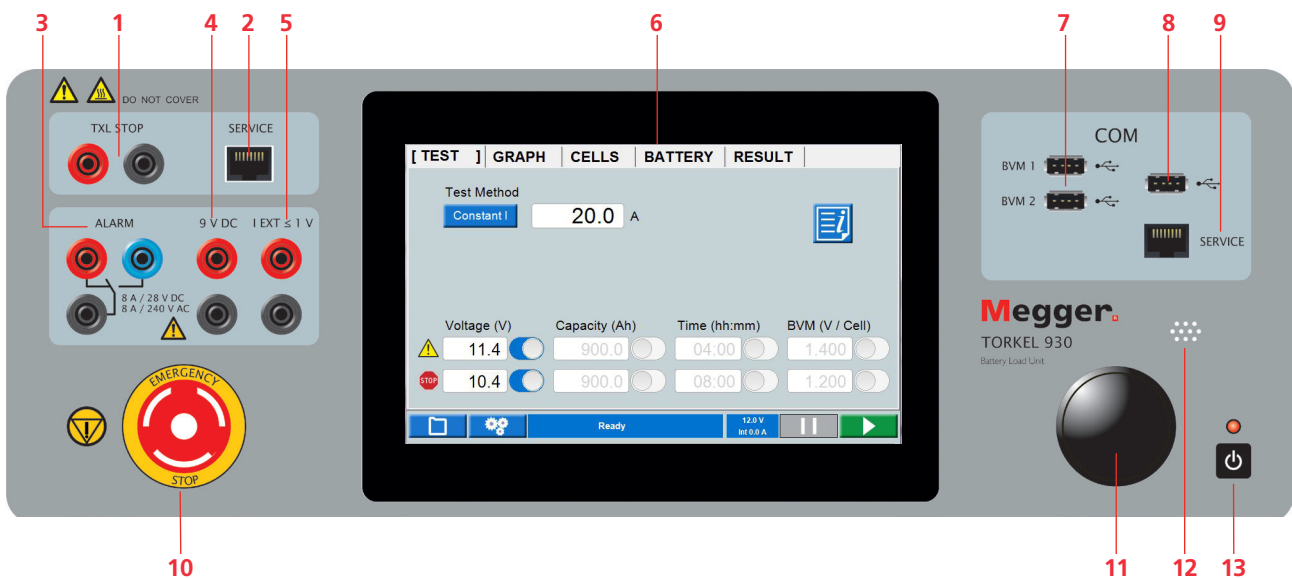 3 1 4 2 5 6 7 8 9
DO NOT COVER
TXL STOP SERVICE
ALARM 9 V DC I EXT ≤ 1 V
8 A / 28 V DC
8 A / 240 V AC
EMERGENCY
STOP
[ TEST ] GRAPH CELLS BATTERY RESULT
Test Method
Constant I 20.0 A
i
Voltage (V) Capacity (Ah) Time (hh:mm) BVM (V / Cell)
11.4 900.0 04:00 1.400
STOP 10.4 900.0 08:00 1.200
Ready 12.0 V
Int 0.0 A
COM
BVM 1
BVM 2
SERVICE
Megger
TORKEL 930
Battery Load Unit
10 11 12 13